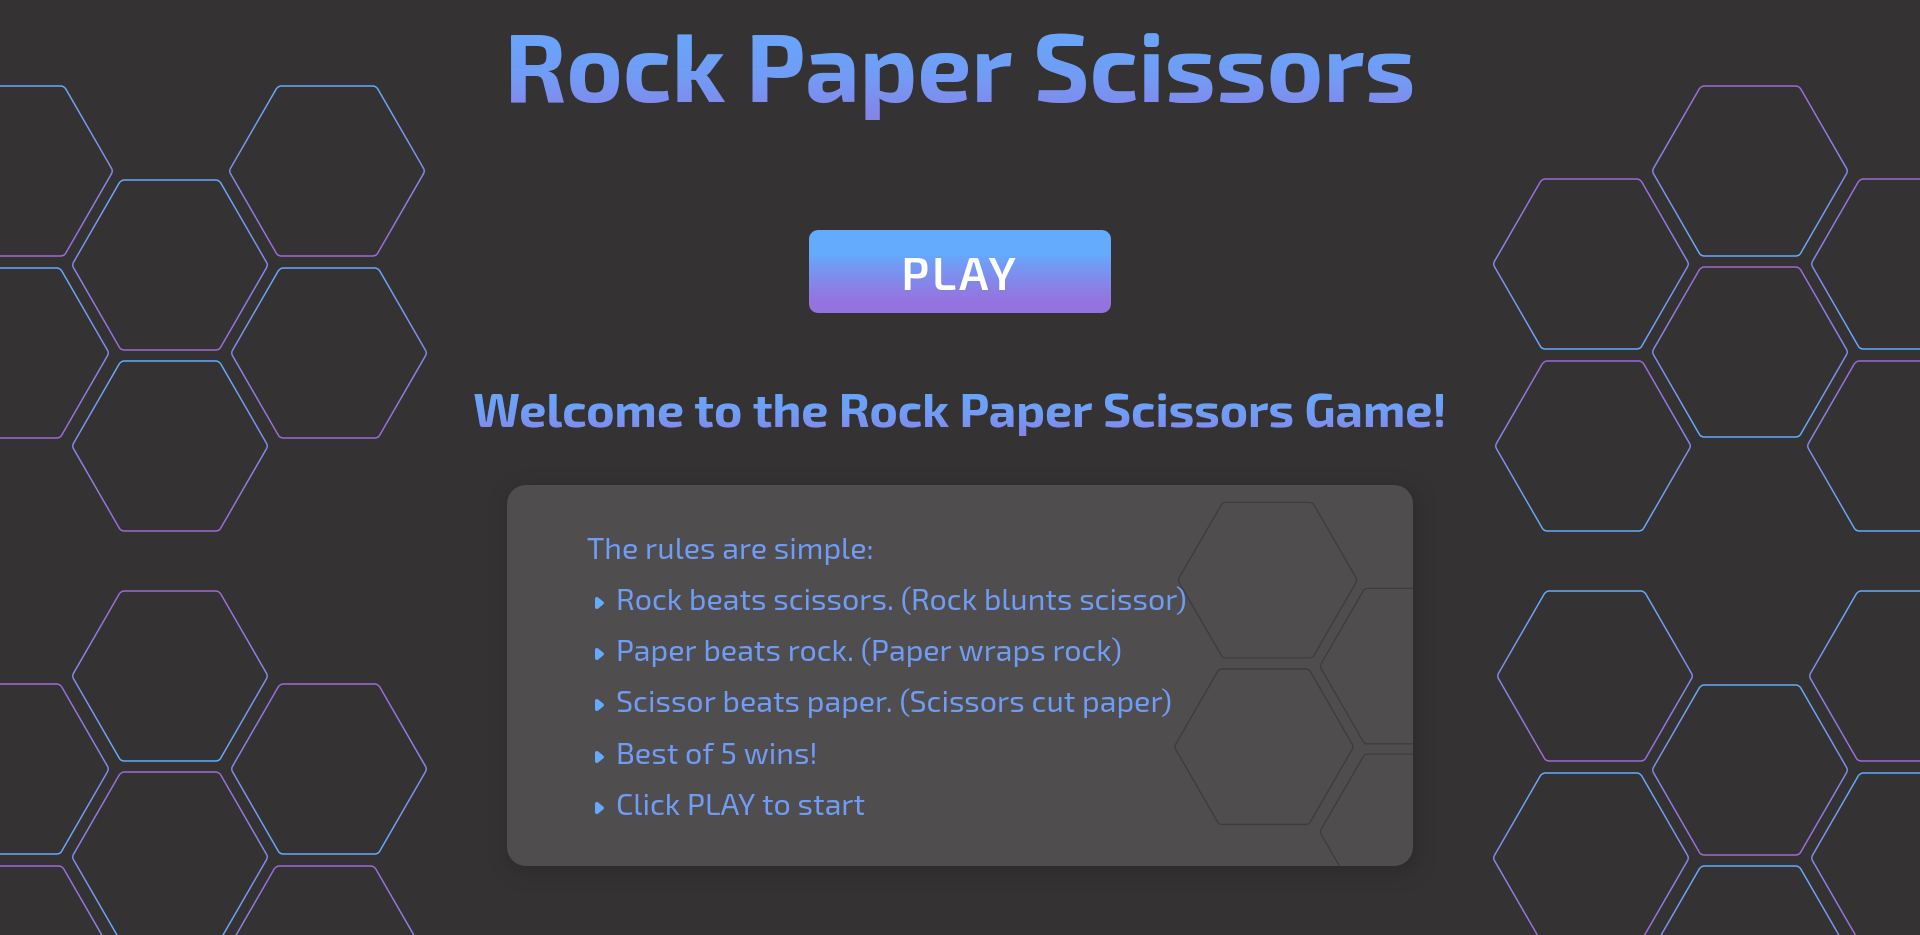 Rock Paper Scissors
PLAY
Welcome to the Rock Paper Scissors Game!
The rules are simple:
Rock beats scissors. (Rock blunts scissor)
Paper beats rock. (Paper wraps rock)
Scissor beats paper. (Scissors cut paper)
Best of 5 wins!
Click PLAY to start